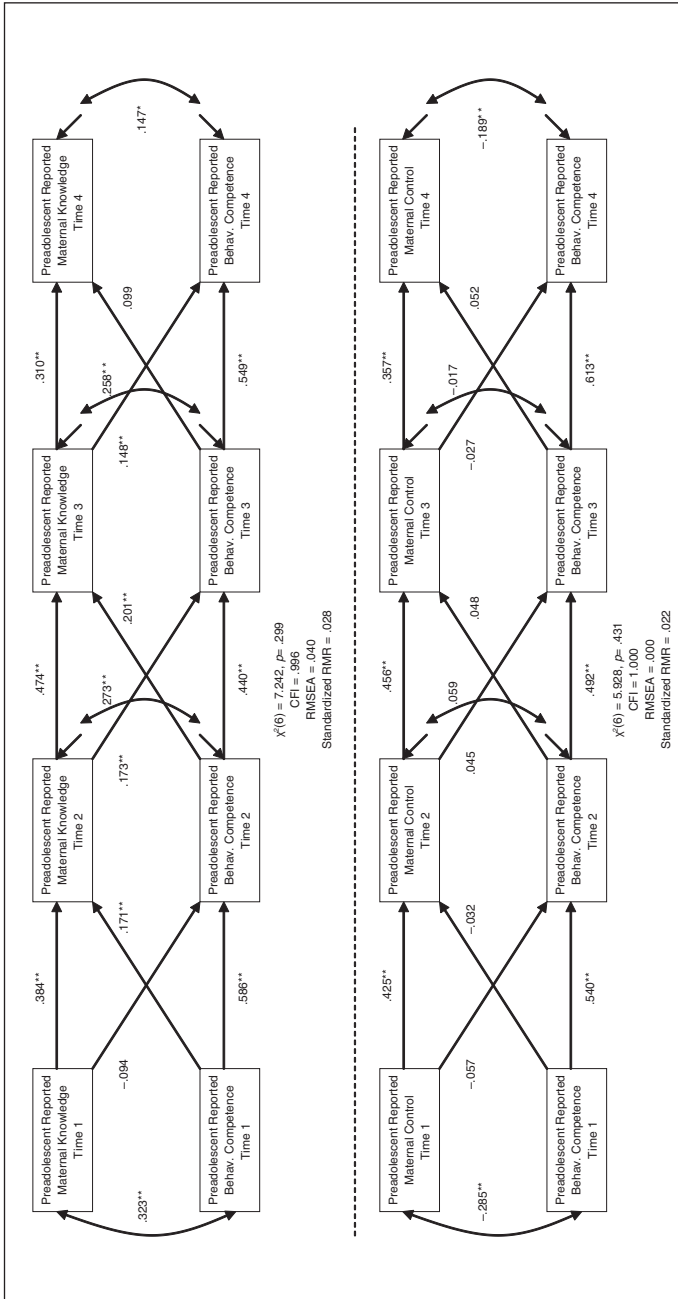 Preadolescent Reported
Maternal Knowledge
Time 1
Preadolescent Reported
Maternal Knowledge
Time 2
Preadolescent Reported
Maternal Knowledge
Time 3
Preadolescent Reported
Maternal Knowledge
Time 4
.384**
.474**
.310**
.323**
–.094
.171**
.173**
.273**
.201**
.148**
.258**
.099
.147*
.586**
.440**
.549**
Preadolescent Reported
Behav. Competence
Time 1
Preadolescent Reported
Behav. Competence
Time 2
Preadolescent Reported
Behav. Competence
Time 3
Preadolescent Reported
Behav. Competence
Time 4
χ²(6) = 7.242, p= .299
CFI = .996
RMSEA = .040
Standardized RMR = .028
Preadolescent Reported
Maternal Control
Time 1
Preadolescent Reported
Maternal Control
Time 2
Preadolescent Reported
Maternal Control
Time 3
Preadolescent Reported
Maternal Control
Time 4
.425**
.456**
.357**
–.285**
–.057
–.032
.045
.059
.048
–.027
–.017
.052
–.189**
.540**
.492**
.613**
Preadolescent Reported
Behav. Competence
Time 1
Preadolescent Reported
Behav. Competence
Time 2
Preadolescent Reported
Behav. Competence
Time 3
Preadolescent Reported
Behav. Competence
Time 4
χ²(6) = 5.928, p= .431
CFI = 1.000
RMSEA = .000
Standardized RMR = .022